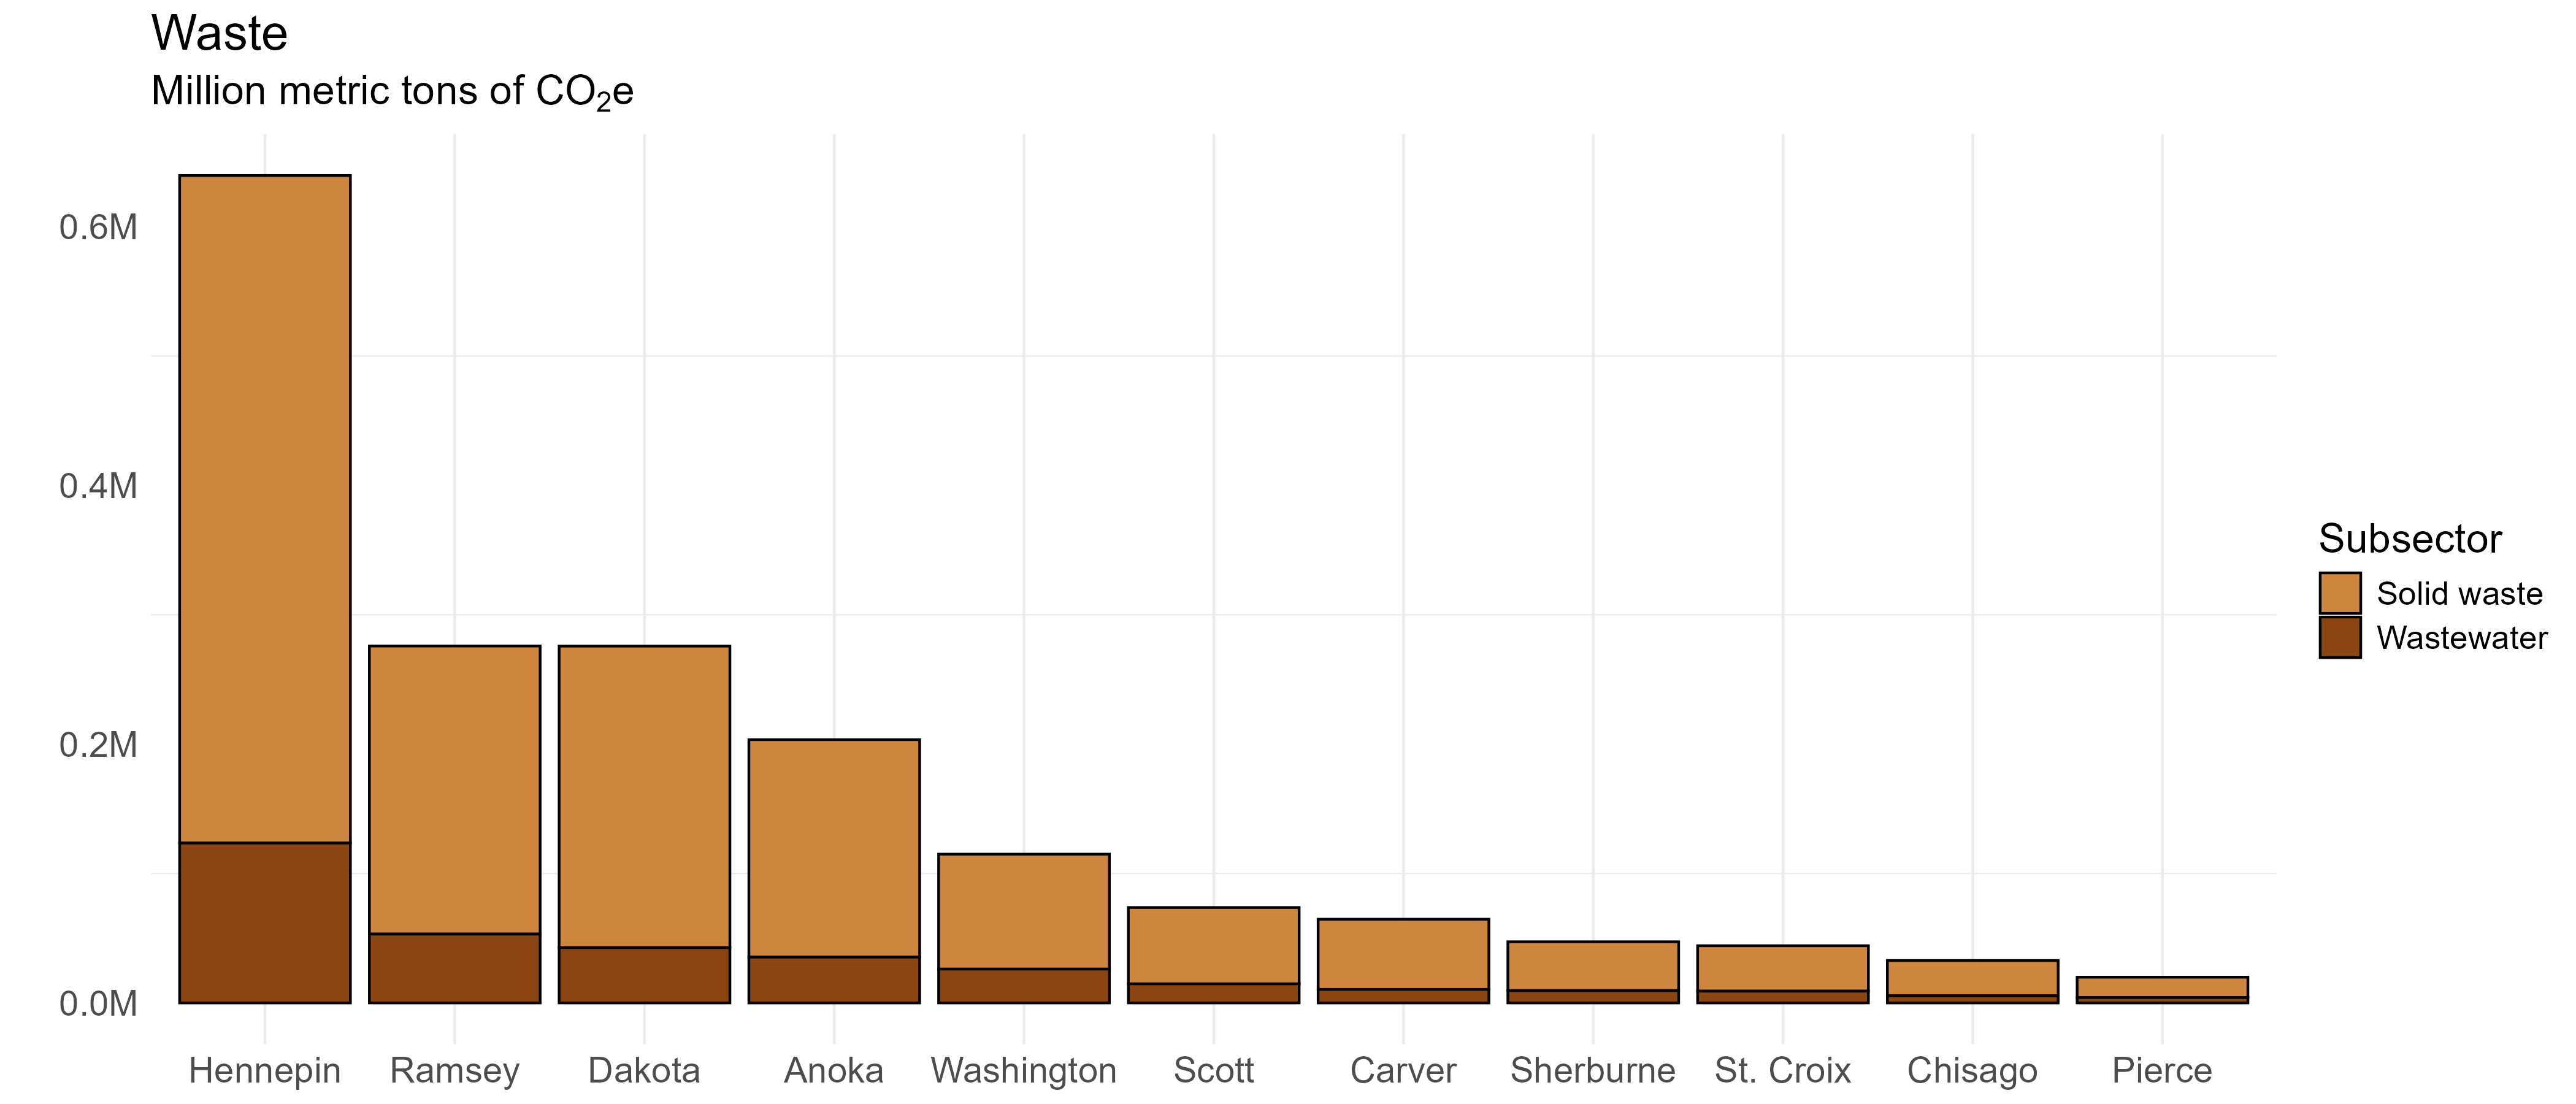 Waste
Million metric tons of CO₂e
0.6M
0.4M
0.2M
0.0M
Hennepin Ramsey Dakota Anoka Washington Scott Carver Sherburne St. Croix Chisago Pierce
Subsector
Solid waste
Wastewater